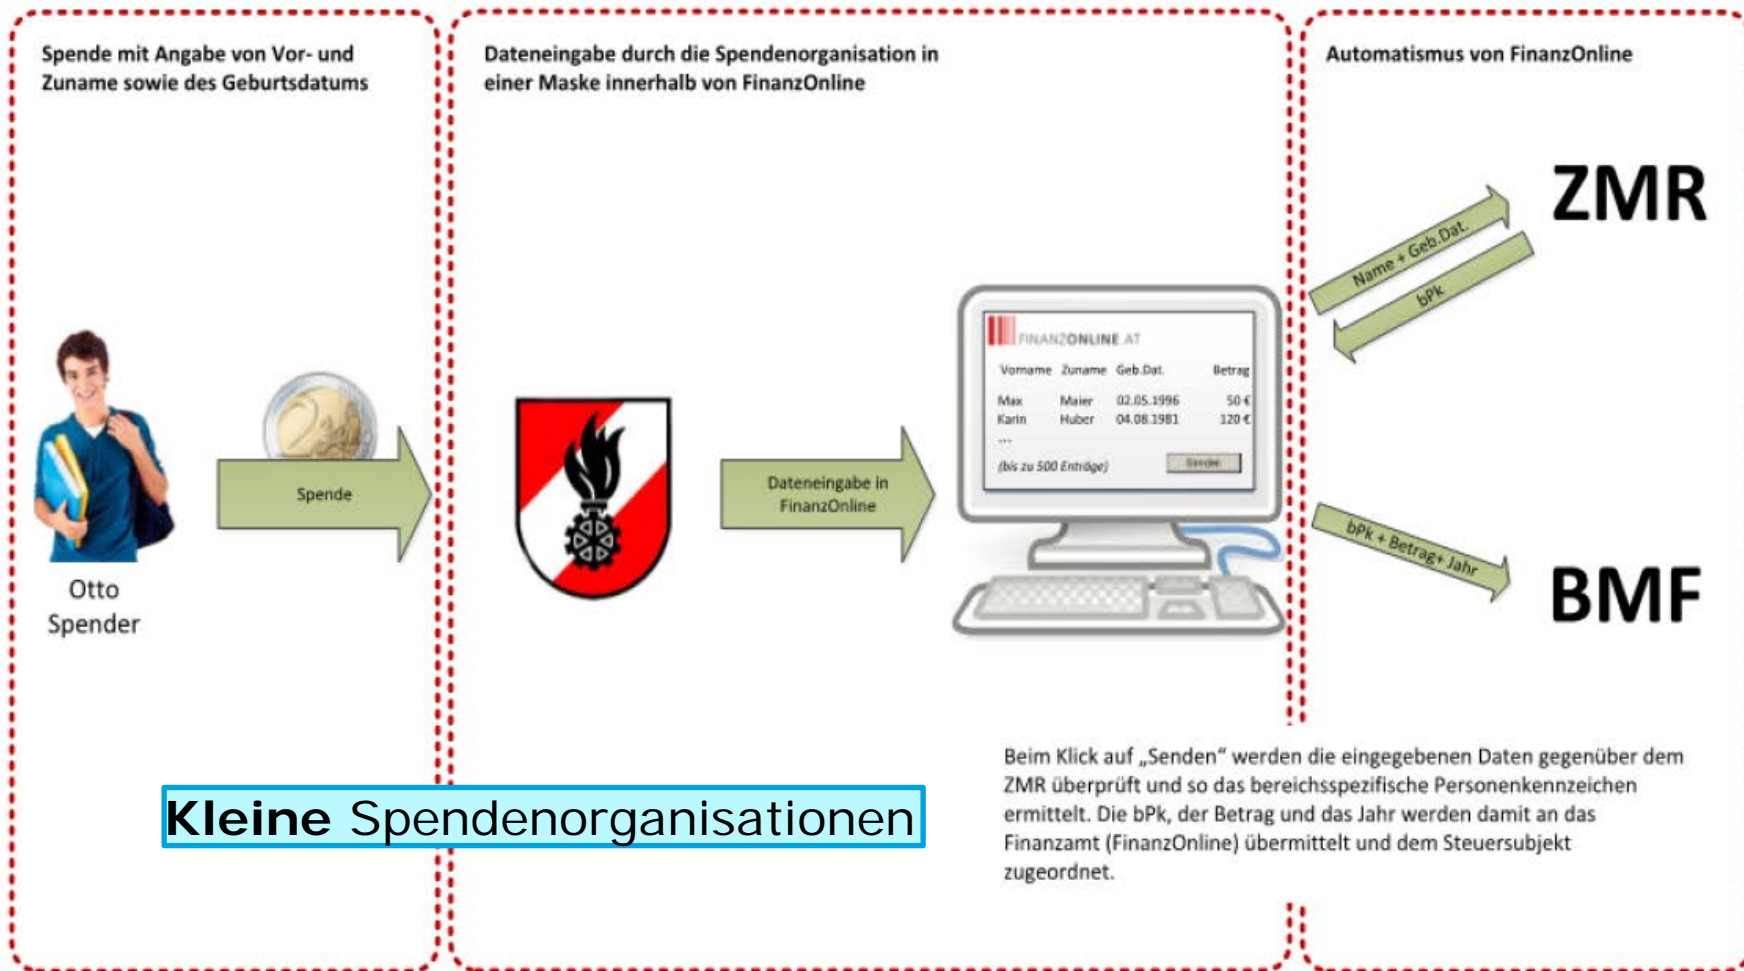 Spende mit Angabe von Vor- und
Zuname sowie des Geburtsdatums
Dateneingabe durch die Spendenorganisation in
einer Maske innerhalb von FinanzOnline
Automatismus von FinanzOnline
ZMR
Name + Geb.Dat.
bPk
FINANZONLINE.AT
Vorname Zuname Geb.Dat. Betrag
Max Maier 02.05.1996 50 €
Karin Huber 04.08.1981 120 €
...
(bis zu 500 Einträge)
Senden
Spende
Dateneingabe in
FinanzOnline
bPk + Betrag+ Jahr
BMF
Otto
Spender
Beim Klick auf „Senden“ werden die eingegebenen Daten gegenüber dem
ZMR überprüft und so das bereichsspezifische Personenkennzeichen
ermittelt. Die bPk, der Betrag und das Jahr werden damit an das
Finanzamt (FinanzOnline) übermittelt und dem Steuersubjekt
zugeordnet.
Kleine Spendenorganisationen